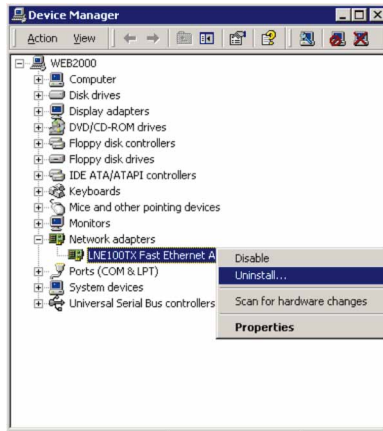 Device Manager
Action View
WEB2000
Computer
Disk drives
Display adapters
DVD/CD-ROM drives
Floppy disk controllers
Floppy disk drives
IDE ATA/ATAPI controllers
Keyboards
Mice and other pointing devices
Monitors
Network adapters
LNE100TX Fast Ethernet A
Ports (COM & LPT)
System devices
Universal Serial Bus controllers
Disable
Uninstall...
Scan for hardware changes
Properties